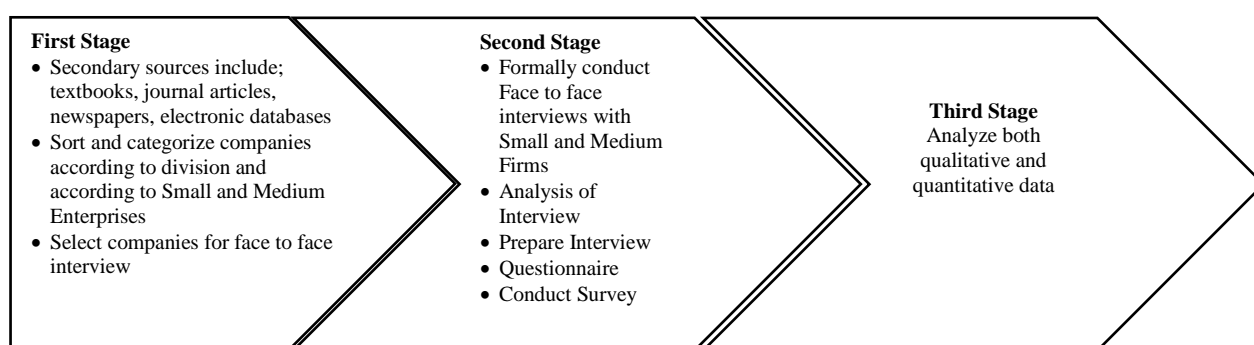 First Stage
• Secondary sources include;
textbooks, journal articles,
newspapers, electronic databases
• Sort and categorize companies
according to division and
according to Small and Medium
Enterprises
• Select companies for face to face
interview
Second Stage
• Formally conduct
Face to face
interviews with
Small and Medium
Firms
• Analysis of
Interview
• Prepare Interview
• Questionnaire
• Conduct Survey
Third Stage
Analyze both
qualitative and
quantitative data